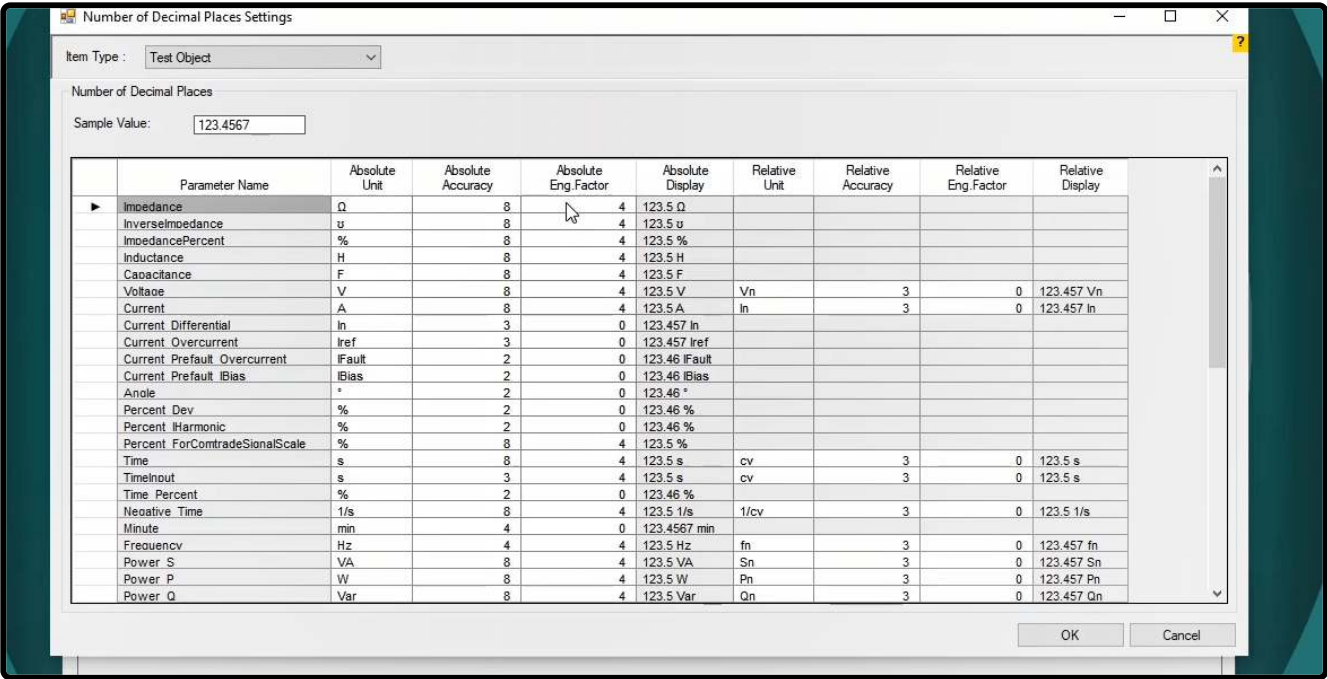 Number of Decimal Places Settings
?
Item Type : Test Object
Number of Decimal Places
Sample Value: 123.4567
Parameter Name Absolute Unit Absolute Accuracy Absolute Eng.Factor Absolute Display Relative Unit Relative Accuracy Relative Eng.Factor Relative Display
Impedance Ω 8 4 123.5 Ω
InverseImpedance ʊ 8 4 123.5 ʊ
ImpedancePercent % 8 4 123.5 %
Inductance H 8 4 123.5 H
Capacitance F 8 4 123.5 F
Voltage V 8 4 123.5 V Vn 3 0 123.457 Vn
Current A 8 4 123.5 A In 3 0 123.457 In
Current Differential In 3 0 123.457 In
Current Overcurrent Iref 3 0 123.457 Iref
Current Prefault Overcurrent IFault 2 0 123.46 IFault
Current Prefault IBias IBias 2 0 123.46 IBias
Angle ° 2 0 123.46 °
Percent Dev % 2 0 123.46 %
Percent IHarmonic % 2 0 123.46 %
Percent ForComtradeSignalScale % 8 4 123.5 %
Time s 8 4 123.5 s cv 3 0 123.5 s
TimeInput s 3 4 123.5 s cv 3 0 123.5 s
Time Percent % 2 0 123.46 %
Negative Time 1/s 8 4 123.5 1/s 1/cv 3 0 123.5 1/s
Minute min 4 0 123.4567 min
Frequency Hz 4 4 123.5 Hz fn 3 0 123.457 fn
Power S VA 8 4 123.5 VA Sn 3 0 123.457 Sn
Power P W 8 4 123.5 W Pn 3 0 123.457 Pn
Power Q Var 8 4 123.5 Var Qn 3 0 123.457 Qn
OK Cancel